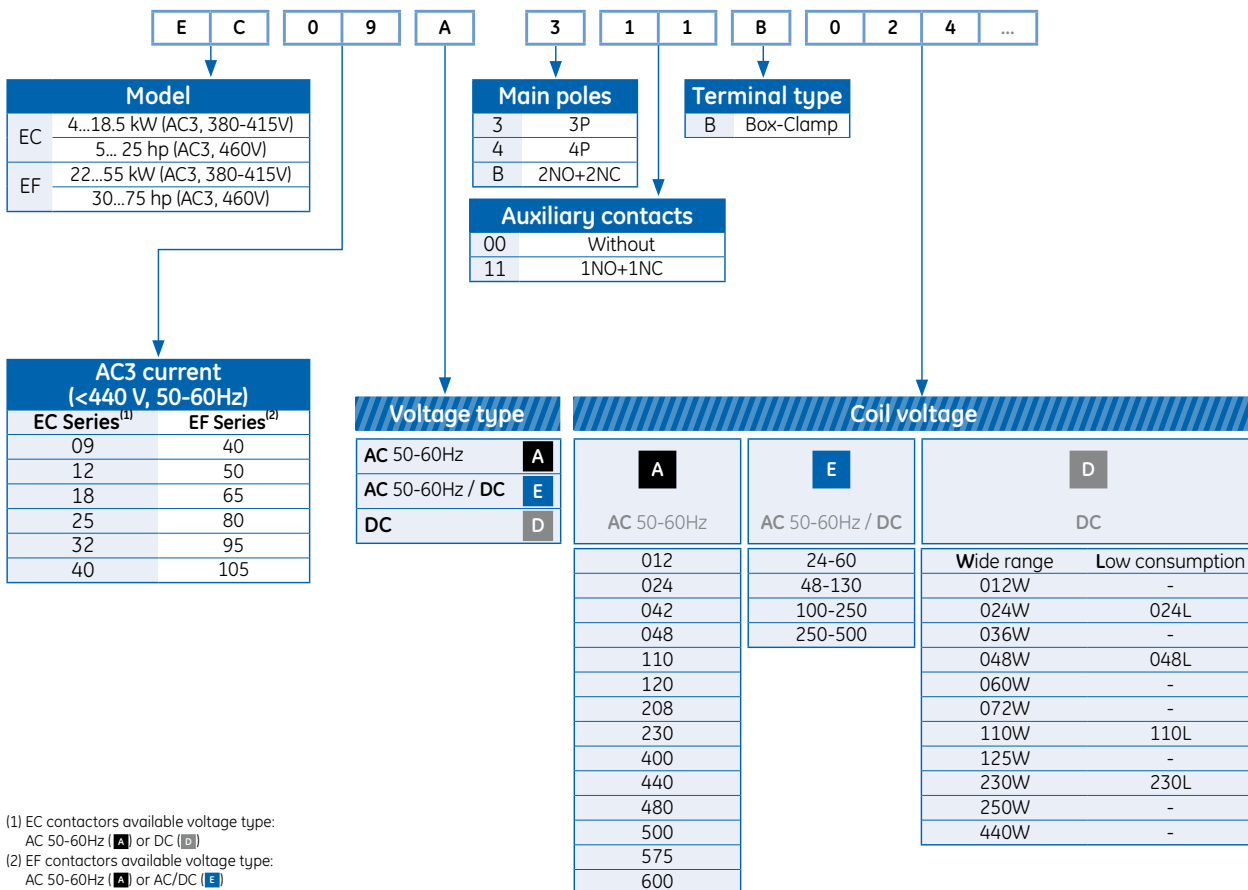 E C 0 9 A 3 1 1 B 0 2 4 ...
Model
EC 4...18.5 kW (AC3, 380-415V)
5... 25 hp (AC3, 460V)
EF 22...55 kW (AC3, 380-415V)
30...75 hp (AC3, 460V)
Main poles
3 3P
4 4P
B 2NO+2NC
Terminal type
B Box-Clamp
Auxiliary contacts
00 Without
11 1NO+1NC
AC3 current
(<440 V, 50-60Hz)
EC Series(1) EF Series(2)
09 40
12 50
18 65
25 80
32 95
40 105
Voltage type
AC 50-60Hz A
AC 50-60Hz / DC E
DC D
Coil voltage
A
AC 50-60Hz
012
024
042
048
110
120
208
230
400
440
480
500
575
600
E
AC 50-60Hz / DC
24-60
48-130
100-250
250-500
D
DC
Wide range Low consumption
012W -
024W 024L
036W -
048W 048L
060W -
072W -
110W 110L
125W -
230W 230L
250W -
440W -
(1) EC contactors available voltage type:
AC 50-60Hz (A) or DC (D)
(2) EF contactors available voltage type:
AC 50-60Hz (A) or AC/DC (E)